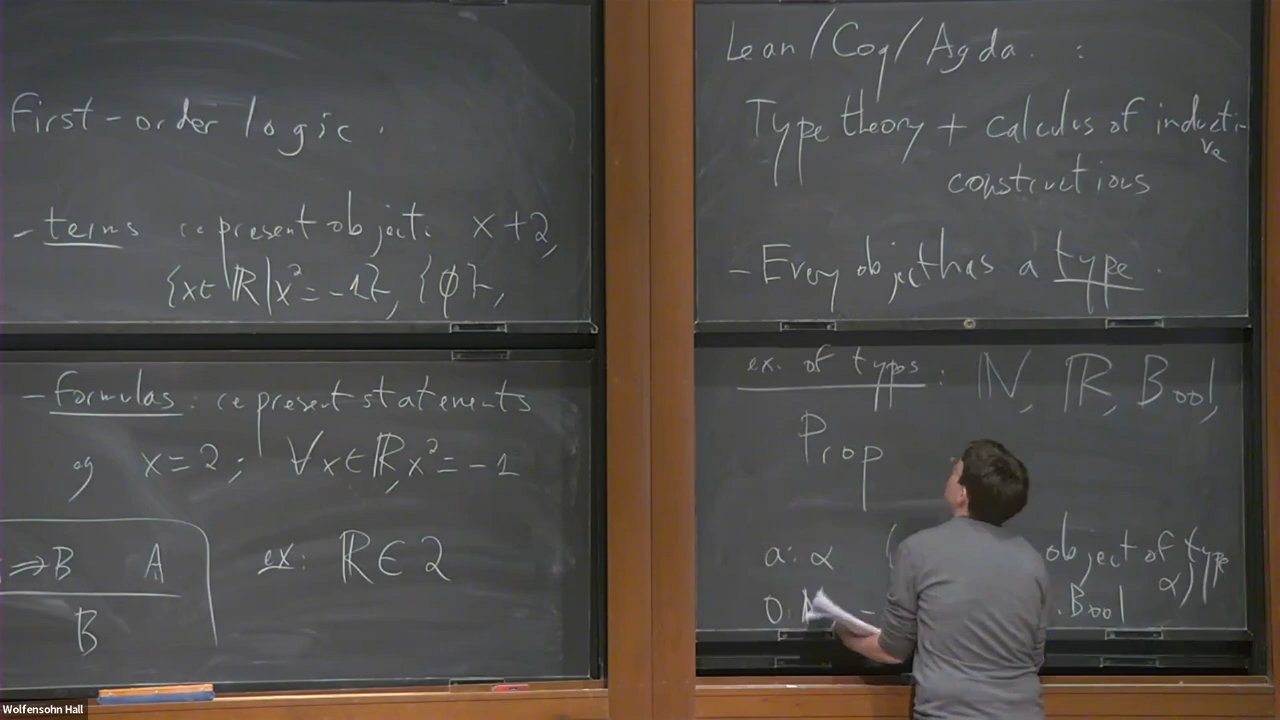 First-order logic.
- terms represent object: x+2,
{x∈ℝ|x²=-1}, {∅},
- formulas: represent statements
eg x=2; ∀x∈ℝ, x²=-1
⇒B A
B
ex: ℝ∈2
Lean/Coq/Agda. :
Type theory + calculus of inductive
constructions
- Every object has a type.
ex. of types: ℕ, ℝ, Bool,
Prop
a:α ( object of type
α)
0: - .Bool
Wolfensohn Hall